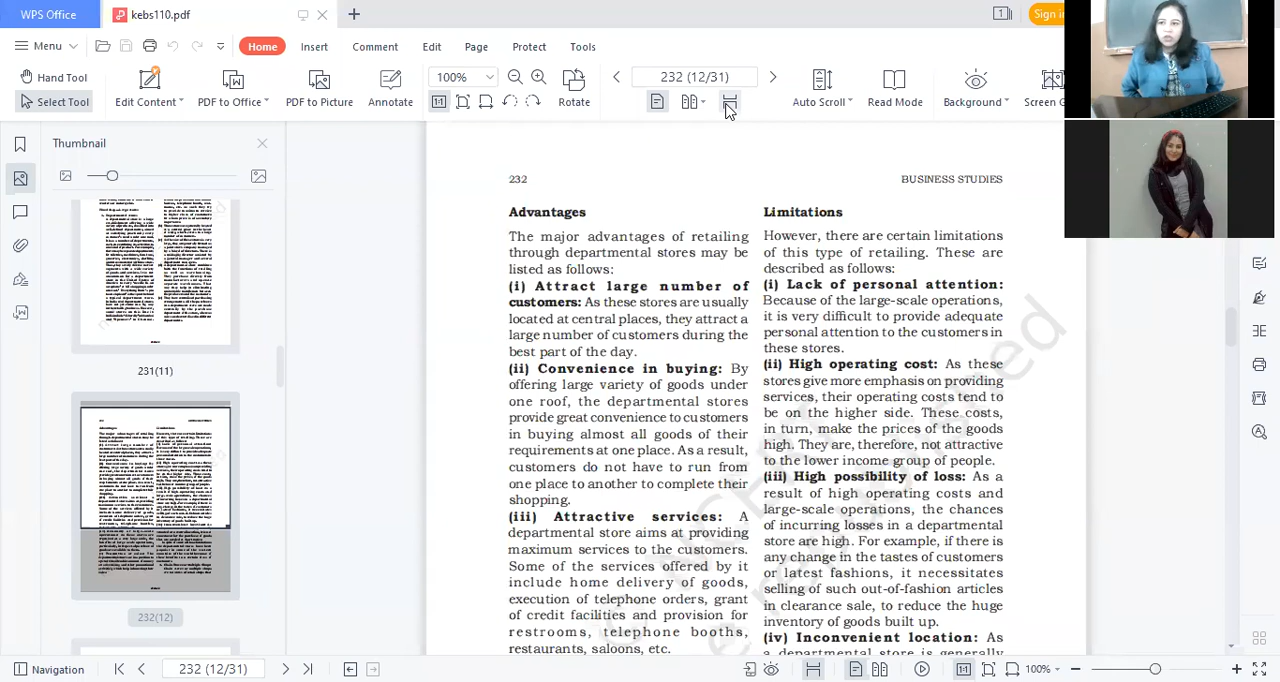 WPS Office
kebs110.pdf
1
Sign in
Menu
Home
Insert
Comment
Edit
Page
Protect
Tools
Hand Tool
Select Tool
Edit Content
PDF to Office
PDF to Picture
Annotate
100%
1:1
Rotate
232 (12/31)
Auto Scroll
Read Mode
Background
Screen G
Thumbnail
231(11)
232(12)
232
BUSINESS STUDIES
Advantages
The major advantages of retailing
through departmental stores may be
listed as follows:
(i) Attract large number of
customers: As these stores are usually
located at central places, they attract a
large number of customers during the
best part of the day.
(ii) Convenience in buying: By
offering large variety of goods under
one roof, the departmental stores
provide great convenience to customers
in buying almost all goods of their
requirements at one place. As a result,
customers do not have to run from
one place to another to complete their
shopping.
(iii) Attractive services: A
departmental store aims at providing
maximum services to the customers.
Some of the services offered by it
include home delivery of goods,
execution of telephone orders, grant
of credit facilities and provision for
restrooms, telephone booths,
restaurants, saloons, etc.
Limitations
However, there are certain limitations
of this type of retailing. These are
described as follows:
(i) Lack of personal attention:
Because of the large-scale operations,
it is very difficult to provide adequate
personal attention to the customers in
these stores.
(ii) High operating cost: As these
stores give more emphasis on providing
services, their operating costs tend to
be on the higher side. These costs,
in turn, make the prices of the goods
high. They are, therefore, not attractive
to the lower income group of people.
(iii) High possibility of loss: As a
result of high operating costs and
large-scale operations, the chances
of incurring losses in a departmental
store are high. For example, if there is
any change in the tastes of customers
or latest fashions, it necessitates
selling of such out-of-fashion articles
in clearance sale, to reduce the huge
inventory of goods built up.
(iv) Inconvenient location: As
a departmental store is generally
Navigation
232 (12/31)
1:1
100%